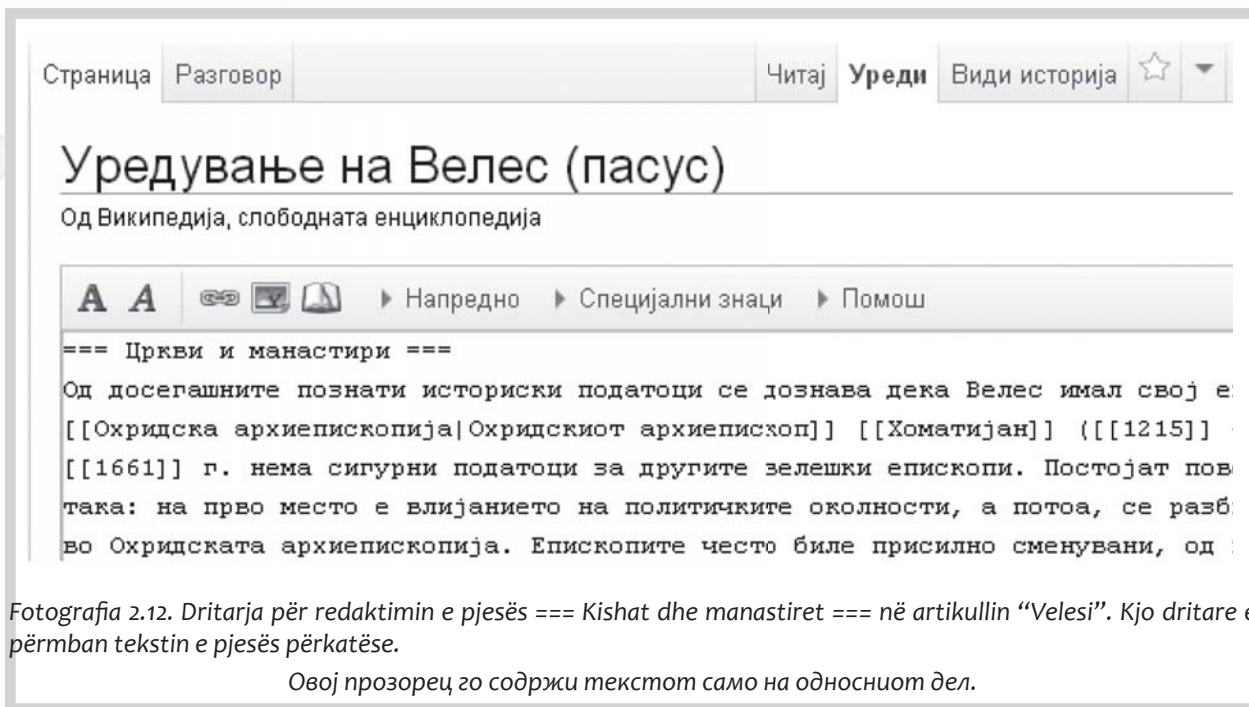 Страница Разговор Читај Уреди Види историја
Уредување на Велес (пасус)
Од Википедија, слободната енциклопедија
A A Напредно Специјални знаци Помош
=== Цркви и манастири ===
Од досегашните познати историски податоци се дознава дека Велес имал свој
[[Охридска архиепископија|Охридскиот архиепископ]] [[Хоматијан]] ([[1215]]
[[1661]] г. нема сигурни податоци за другите велешки епископи. Постојат
така: на прво место е влијанието на политичките околности, а потоа, се
во Охридската архиепископија. Епископите често биле присилно сменувани, од
Fotografia 2.12. Dritarja për redaktimin e pjesës === Kishat dhe manastiret === në artikullin “Velesi”. Kjo dritare
përmban tekstin e pjesës përkatëse.
Овој прозорец го содржи текстот само на односниот дел.